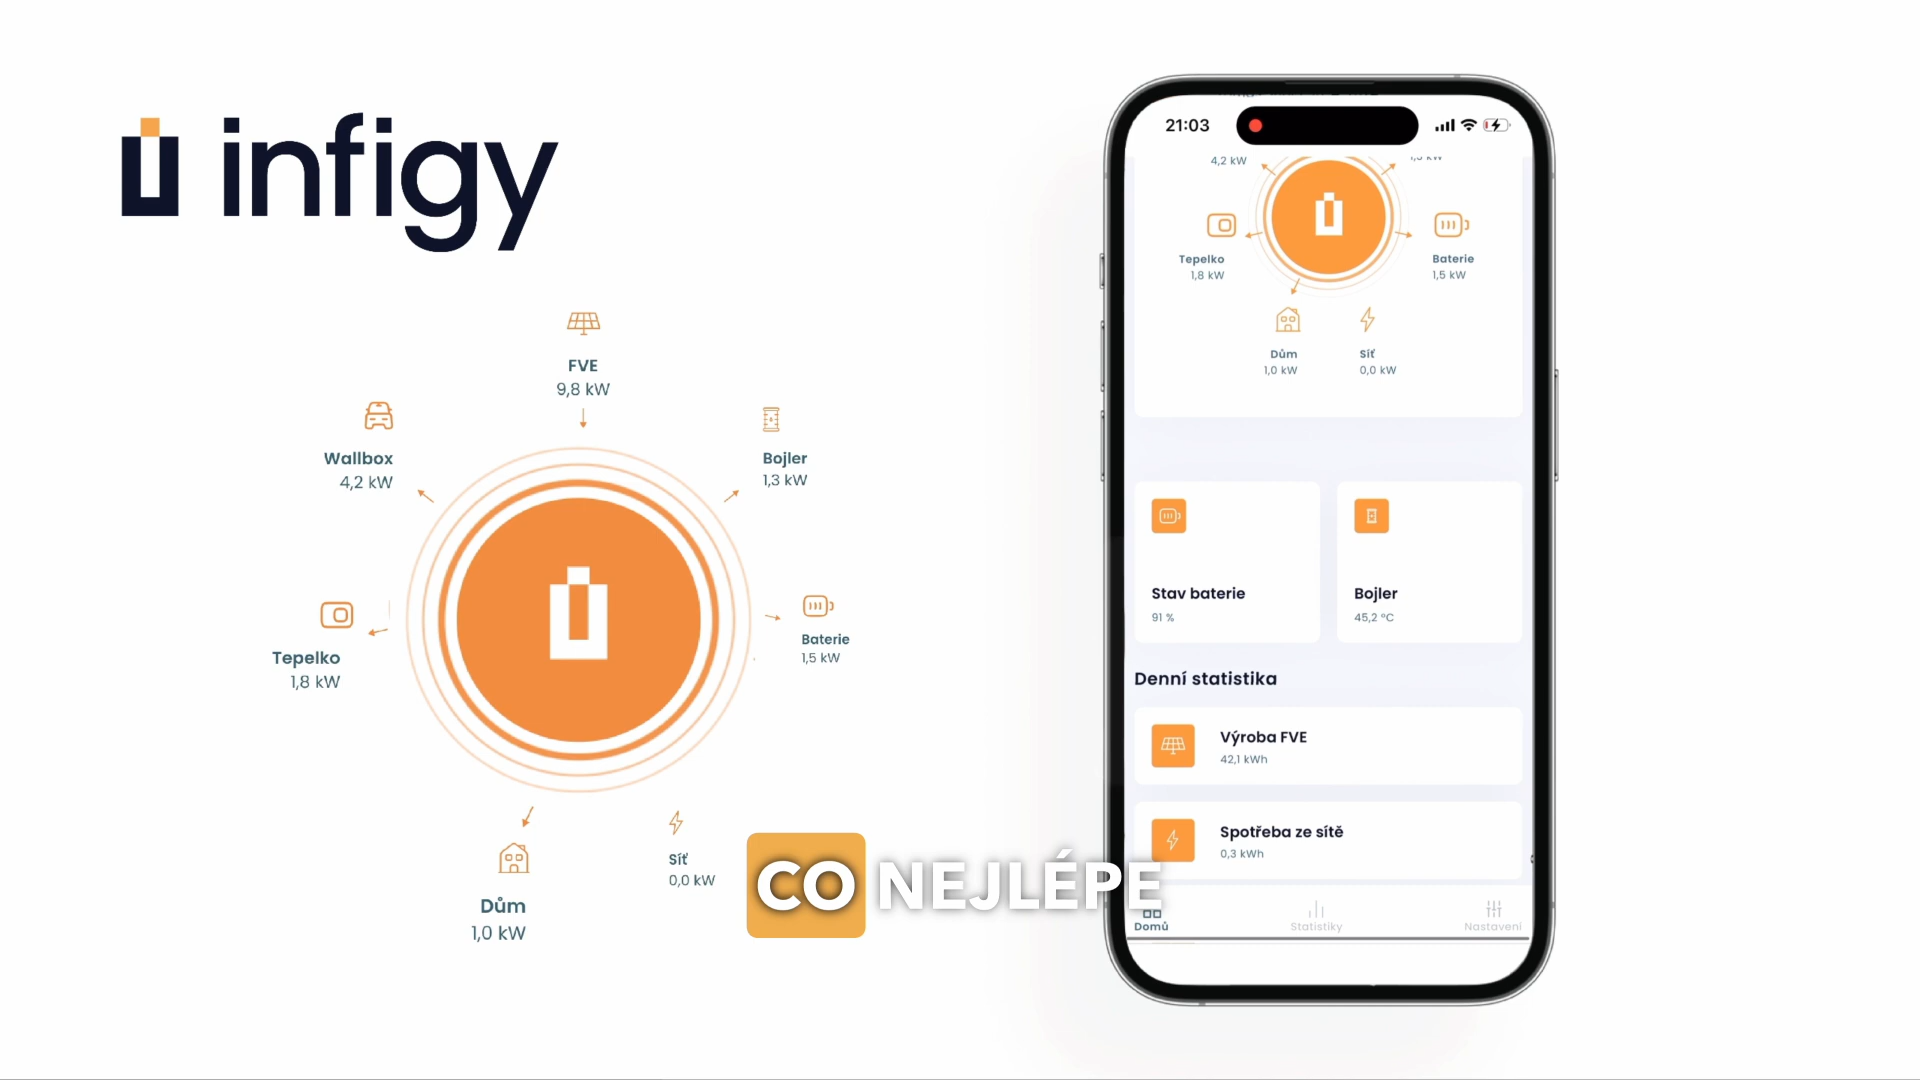 infigy
FVE
9,8 kW
Wallbox
4,2 kW
Bojler
1,3 kW
Tepelko
1,8 kW
Baterie
1,5 kW
Dům
1,0 kW
Síť
0,0 kW
CO NEJLÉPE
21:03
4,2 kW
1,3 kW
Tepelko
1,8 kW
Baterie
1,5 kW
Dům
1,0 kW
Síť
0,0 kW
Stav baterie
91 %
Bojler
45,2 °C
Denní statistika
Výroba FVE
42,1 kWh
Spotřeba ze sítě
0,3 kWh
Domů
Statistiky
Nastavení